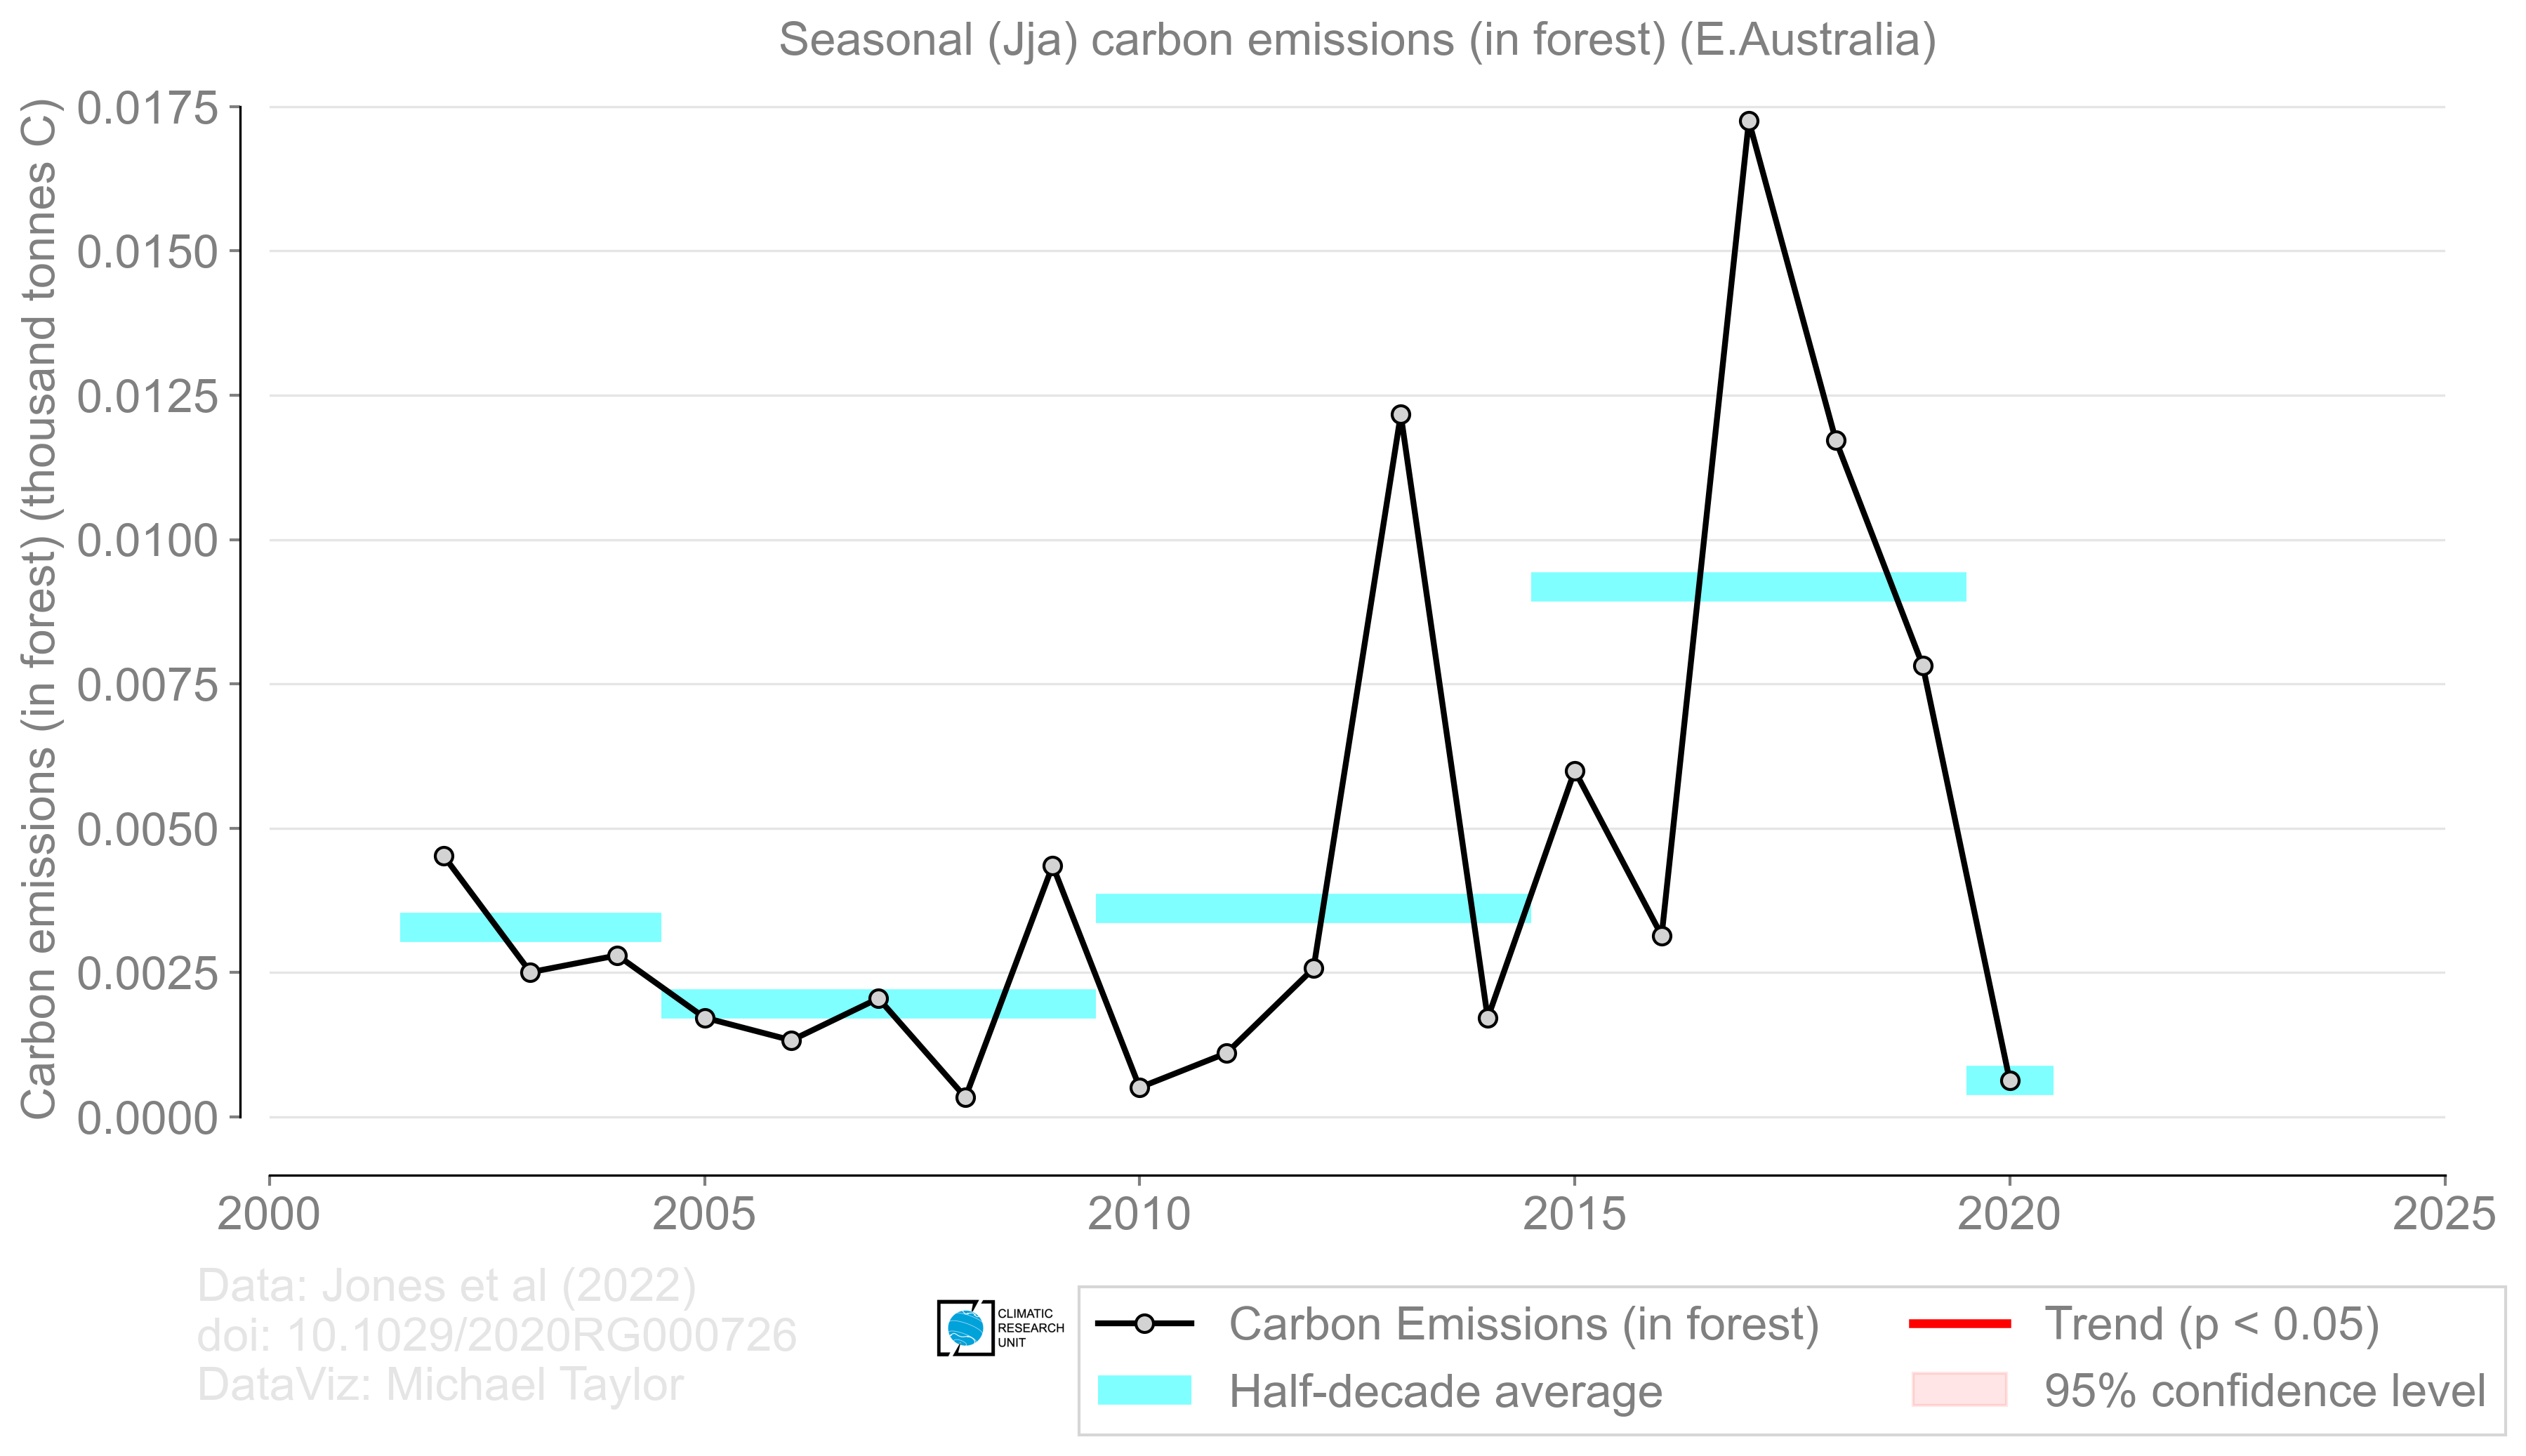 Seasonal (Jja) carbon emissions (in forest) (E.Australia)
Carbon emissions (in forest) (thousand tonnes C)
0.0175
0.0150
0.0125
0.0100
0.0075
0.0050
0.0025
0.0000
2000 2005 2010 2015 2020 2025
Data: Jones et al (2022)
doi: 10.1029/2020RG000726
DataViz: Michael Taylor
CLIMATIC
RESEARCH
UNIT
Carbon Emissions (in forest)
Half-decade average
Trend (p < 0.05)
95% confidence level